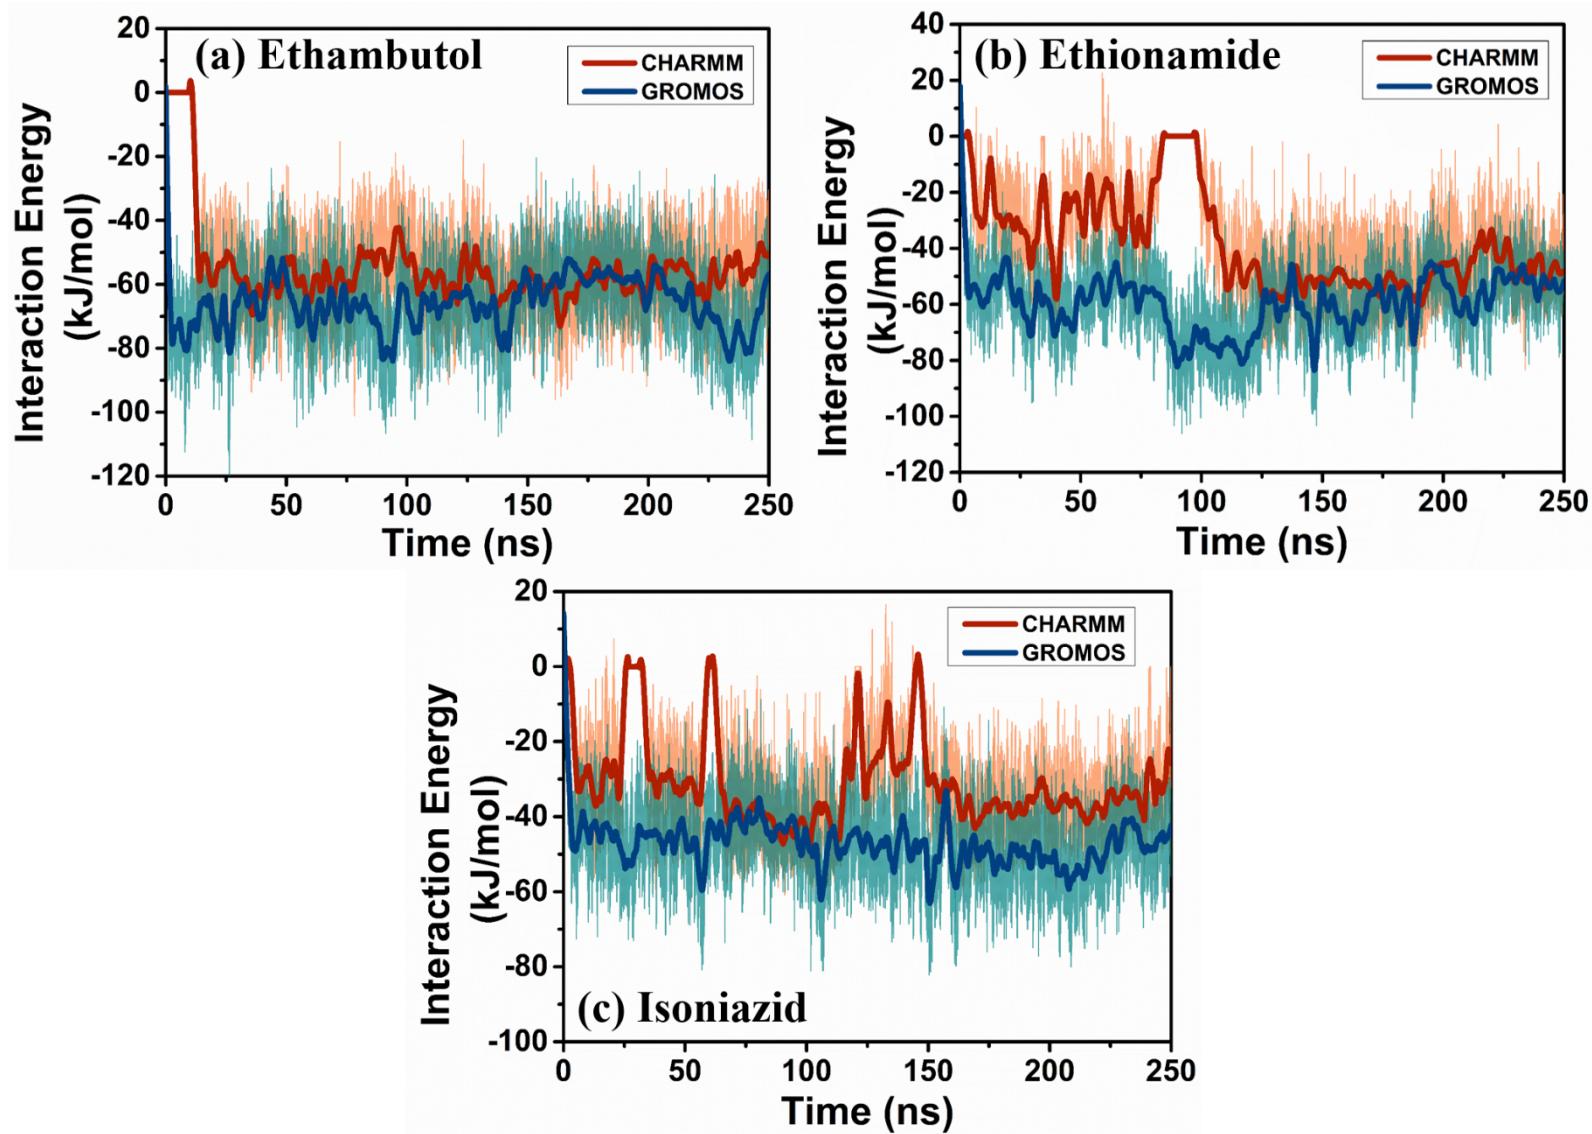 (a) Ethambutol
CHARMM
GROMOS
20
0
-20
-40
-60
-80
-100
-120
0
50
100
150
200
250
Interaction Energy
(kJ/mol)
Time (ns)
(b) Ethionamide
CHARMM
GROMOS
40
20
0
-20
-40
-60
-80
-100
-120
0
50
100
150
200
250
Interaction Energy
(kJ/mol)
Time (ns)
CHARMM
GROMOS
20
0
-20
-40
-60
-80
-100
0
50
100
150
200
250
Interaction Energy
(kJ/mol)
(c) Isoniazid
Time (ns)